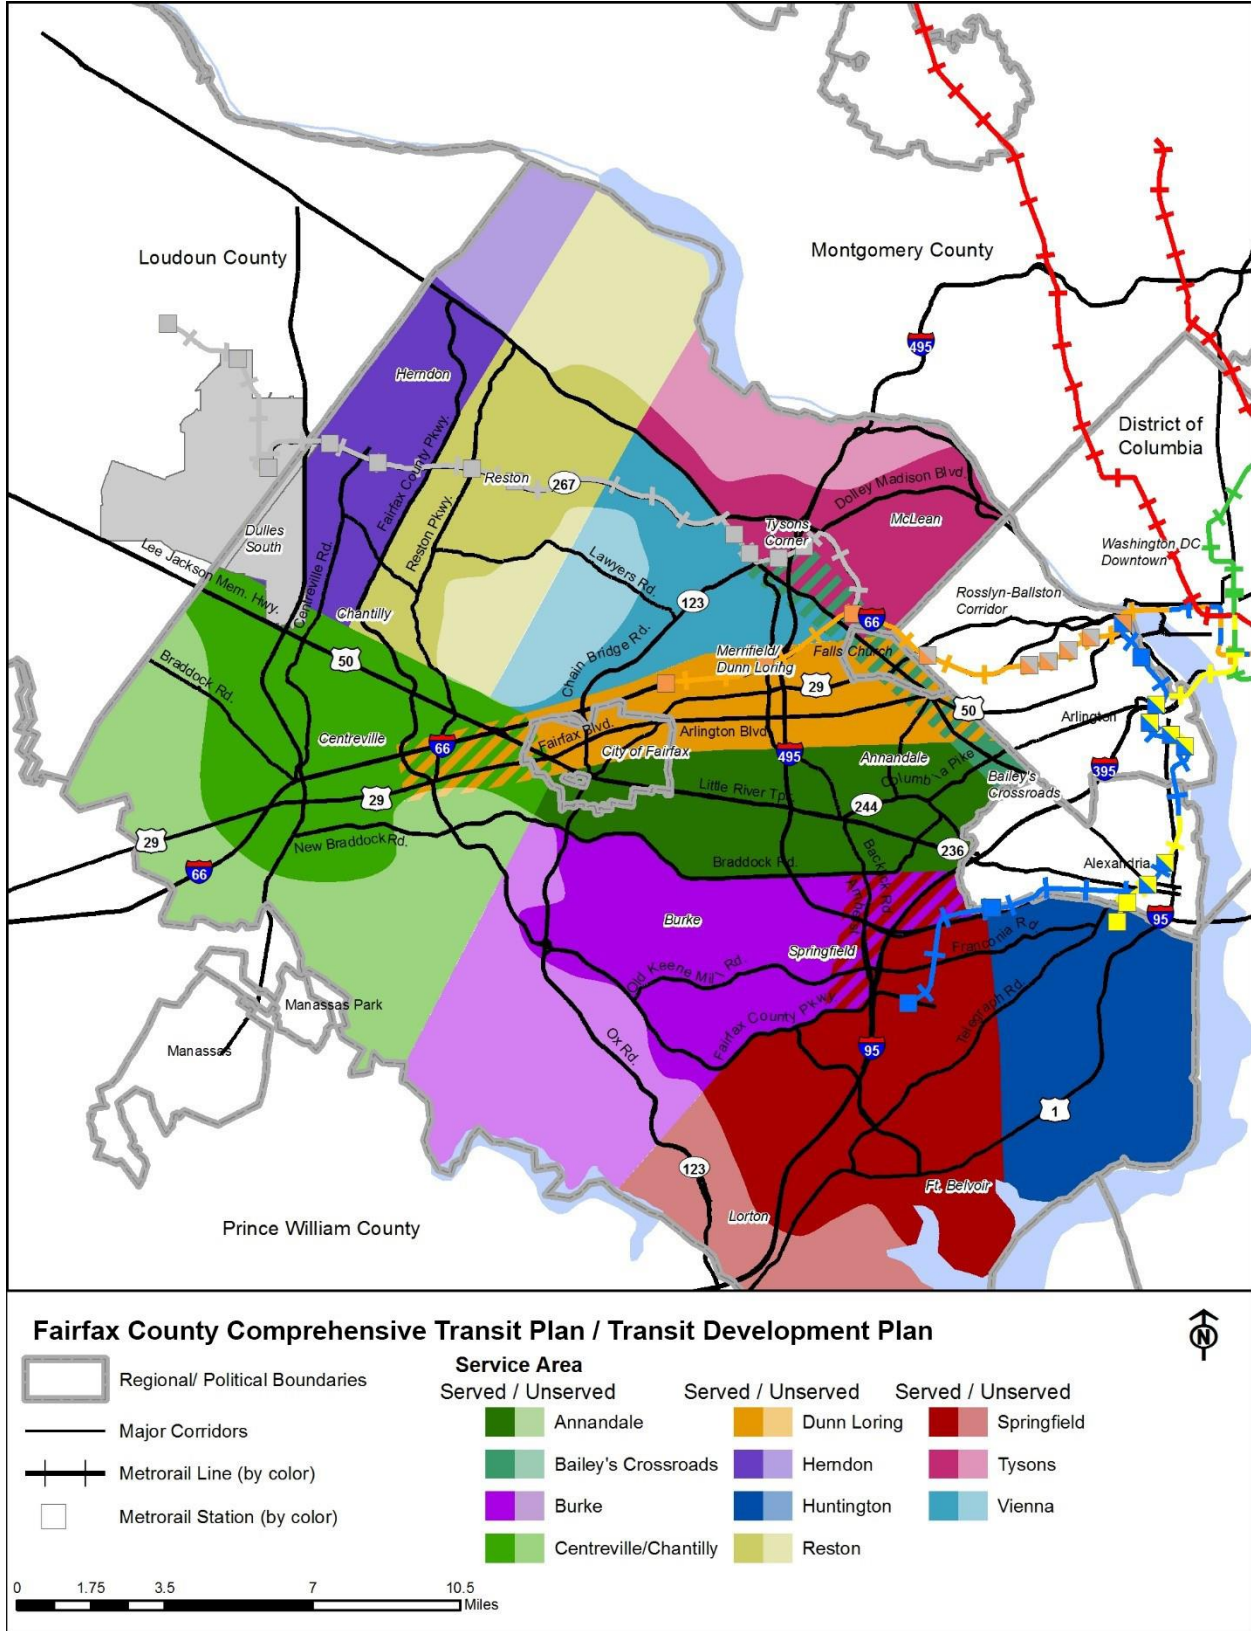 Loudoun County
Montgomery County
495
Herndon
District of
Columbia
Fairfax County Pkwy.
Reston
267
Reston Pkwy.
Dolley Madison Blvd.
McLean
Tysons
Corner
Dulles
South
Lee Jackson Mem. Hwy.
Centreville Rd.
Washington DC
Downtown
Lawyers Rd.
123
Rosslyn-Ballston
Corridor
Chantilly
66
50
Chain Bridge Rd.
Merrifield/
Dunn Loring
Falls Church
29
Braddock Rd.
50
Arlington
Centreville
66
Fairfax Blvd.
City of Fairfax
Arlington Blvd.
495
Annandale
Columbia Pike
Bailey's
Crossroads
395
29
Little River Tpk.
244
29
New Braddock Rd.
66
Braddock Rd.
236
Alexandria
Backlick Rd.
95
Burke
Springfield
Franconia Rd
Old Keene Mill Rd.
Manassas Park
Manassas
Ox Rd.
Fairfax County Pkwy.
Telegraph Rd.
95
1
123
Ft. Belvoir
Lorton
Prince William County
Fairfax County Comprehensive Transit Plan / Transit Development Plan
N
Regional/ Political Boundaries
Major Corridors
Metrorail Line (by color)
Metrorail Station (by color)
0 1.75 3.5 7 10.5
Miles
Service Area
Served / Unserved
Annandale
Bailey's Crossroads
Burke
Centreville/Chantilly
Served / Unserved
Dunn Loring
Herndon
Huntington
Reston
Served / Unserved
Springfield
Tysons
Vienna